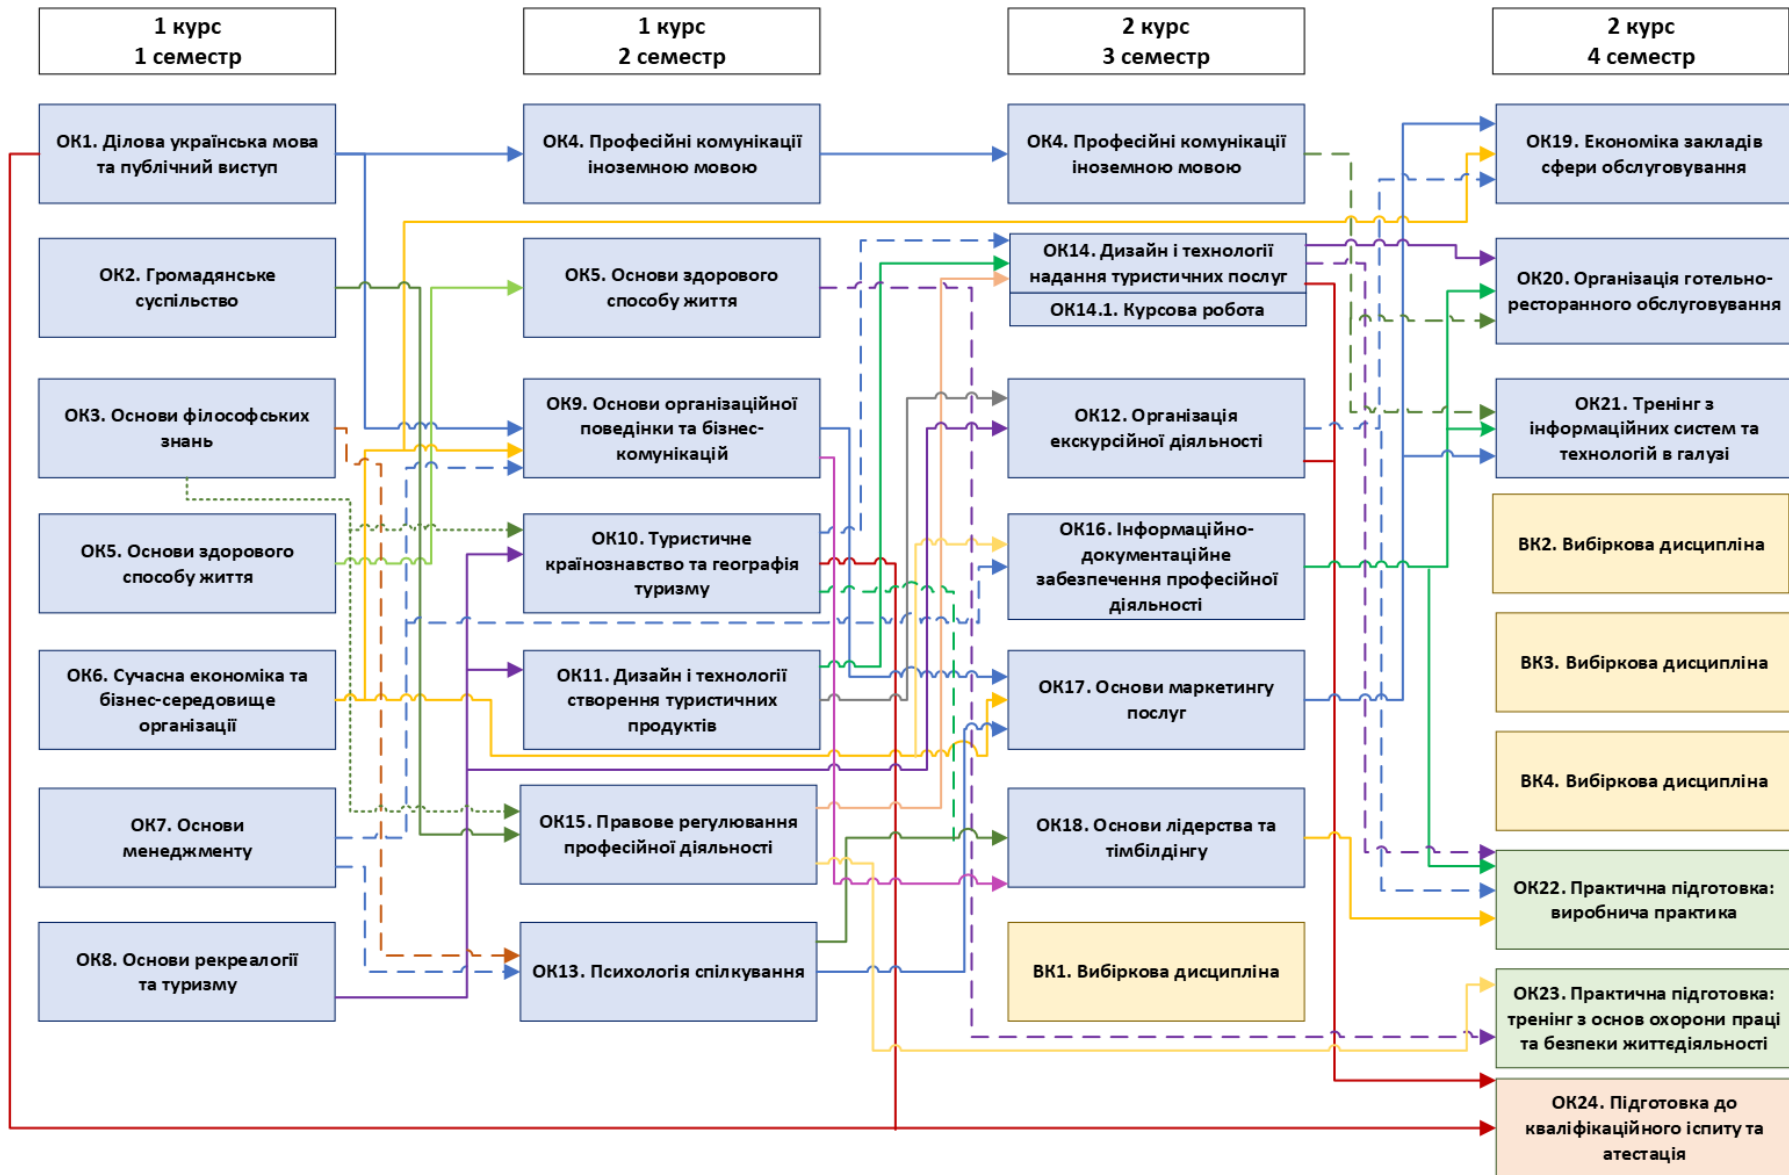 1 курс
1 семестр
1 курс
2 семестр
2 курс
3 семестр
2 курс
4 семестр
ОК1. Ділова українська мова
та публічний виступ
ОК4. Професійні комунікації
іноземною мовою
ОК4. Професійні комунікації
іноземною мовою
ОК19. Економіка закладів
сфери обслуговування
ОК2. Громадянське
суспільство
ОК5. Основи здорового
способу життя
ОК14. Дизайн і технології
надання туристичних послуг
ОК14.1. Курсова робота
ОК20. Організація готельно-
ресторанного обслуговування
ОК3. Основи філософських
знань
ОК9. Основи організаційної
поведінки та бізнес-
комунікацій
ОК12. Організація
екскурсійної діяльності
ОК21. Тренінг з
інформаційних систем та
технологій в галузі
ОК5. Основи здорового
способу життя
ОК10. Туристичне
країнознавство та географія
туризму
ОК16. Інформаційно-
документаційне
забезпечення професійної
діяльності
ВК2. Вибіркова дисципліна
ОК6. Сучасна економіка та
бізнес-середовище
організації
ОК11. Дизайн і технології
створення туристичних
продуктів
ОК17. Основи маркетингу
послуг
ВК3. Вибіркова дисципліна
ВК4. Вибіркова дисципліна
ОК7. Основи
менеджменту
ОК15. Правове регулювання
професійної діяльності
ОК18. Основи лідерства та
тімбілдінгу
ОК22. Практична підготовка:
виробнича практика
ОК8. Основи рекреалогії
та туризму
ОК13. Психологія спілкування
ВК1. Вибіркова дисципліна
ОК23. Практична підготовка:
тренінг з основ охорони праці
та безпеки життєдіяльності
ОК24. Підготовка до
кваліфікаційного іспиту та
атестація